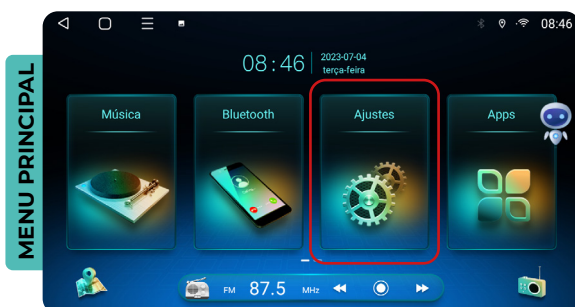 MENU PRINCIPAL
08:46
08:46
2023-07-04
terça-feira
Música
Bluetooth
Ajustes
Apps
FM 87.5 MHz